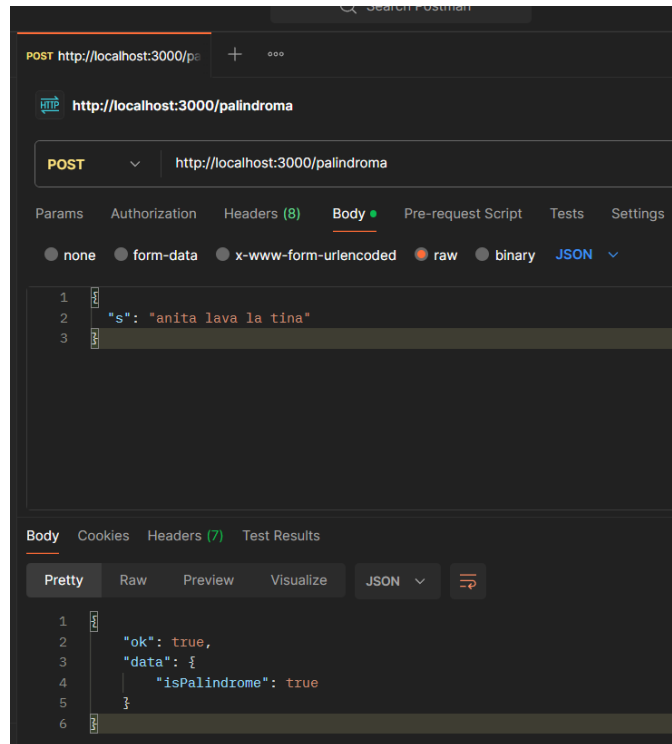 Search Postman
POST http://localhost:3000/pa
HTTP http://localhost:3000/palindroma
POST http://localhost:3000/palindroma
Params Authorization Headers (8) Body Pre-request Script Tests Settings
none form-data x-www-form-urlencoded raw binary JSON
1 {
2 "s": "anita lava la tina"
3 }
Body Cookies Headers (7) Test Results
Pretty Raw Preview Visualize JSON
1 {
2 "ok": true,
3 "data": {
4 "isPalindrome": true
5 }
6 }